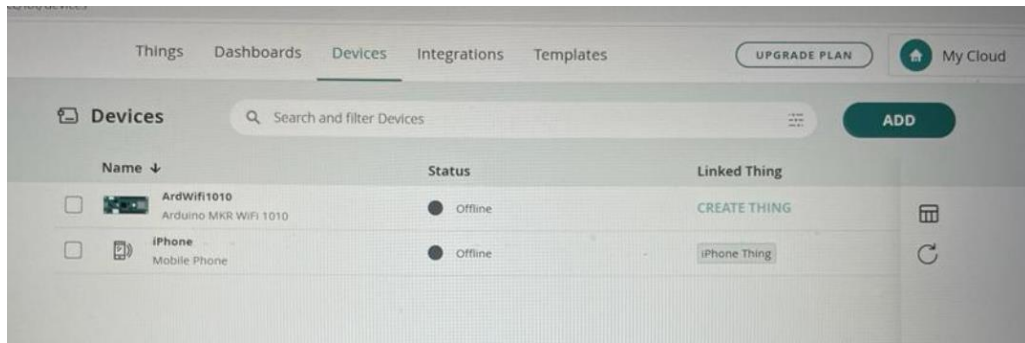 Things Dashboards Devices Integrations Templates UPGRADE PLAN My Cloud
Devices Search and filter Devices ADD
Name ↓ Status Linked Thing
ArdWifi1010
Arduino MKR WiFi 1010 Offline CREATE THING
iPhone
Mobile Phone Offline iPhone Thing